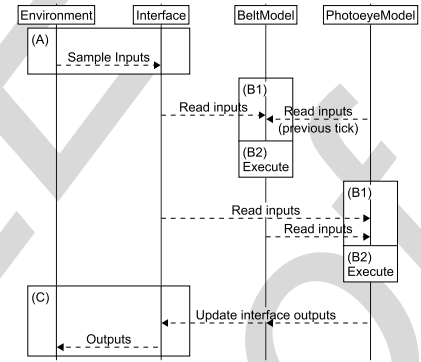 Environment Interface BeltModel PhotoeyeModel
(A)
Sample Inputs
(B1)
Read inputs Read inputs
(previous tick)
(B2)
Execute
(B1)
Read inputs
Read inputs
(B2)
Execute
(C)
Update interface outputs
Outputs